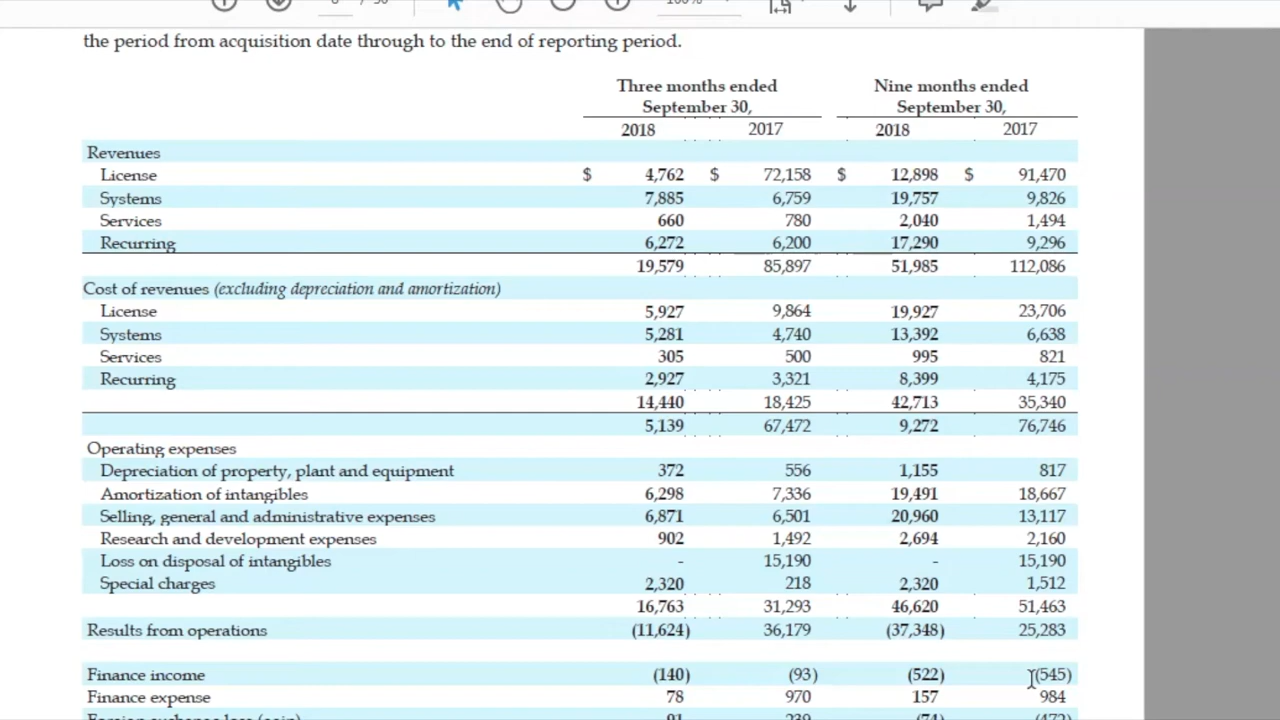 100%
the period from acquisition date through to the end of reporting period.
Three months ended Nine months ended
September 30, September 30,
2018 2017 2018 2017
Revenues
License $ 4,762 $ 72,158 $ 12,898 $ 91,470
Systems 7,885 6,759 19,757 9,826
Services 660 780 2,040 1,494
Recurring 6,272 6,200 17,290 9,296
19,579 85,897 51,985 112,086
Cost of revenues (excluding depreciation and amortization)
License 5,927 9,864 19,927 23,706
Systems 5,281 4,740 13,392 6,638
Services 305 500 995 821
Recurring 2,927 3,321 8,399 4,175
14,440 18,425 42,713 35,340
5,139 67,472 9,272 76,746
Operating expenses
Depreciation of property, plant and equipment 372 556 1,155 817
Amortization of intangibles 6,298 7,336 19,491 18,667
Selling, general and administrative expenses 6,871 6,501 20,960 13,117
Research and development expenses 902 1,492 2,694 2,160
Loss on disposal of intangibles - 15,190 - 15,190
Special charges 2,320 218 2,320 1,512
16,763 31,293 46,620 51,463
Results from operations (11,624) 36,179 (37,348) 25,283
Finance income (140) (93) (522) (545)
Finance expense 78 970 157 984
Foreign exchange loss (gain) 91 239 (74) (472)